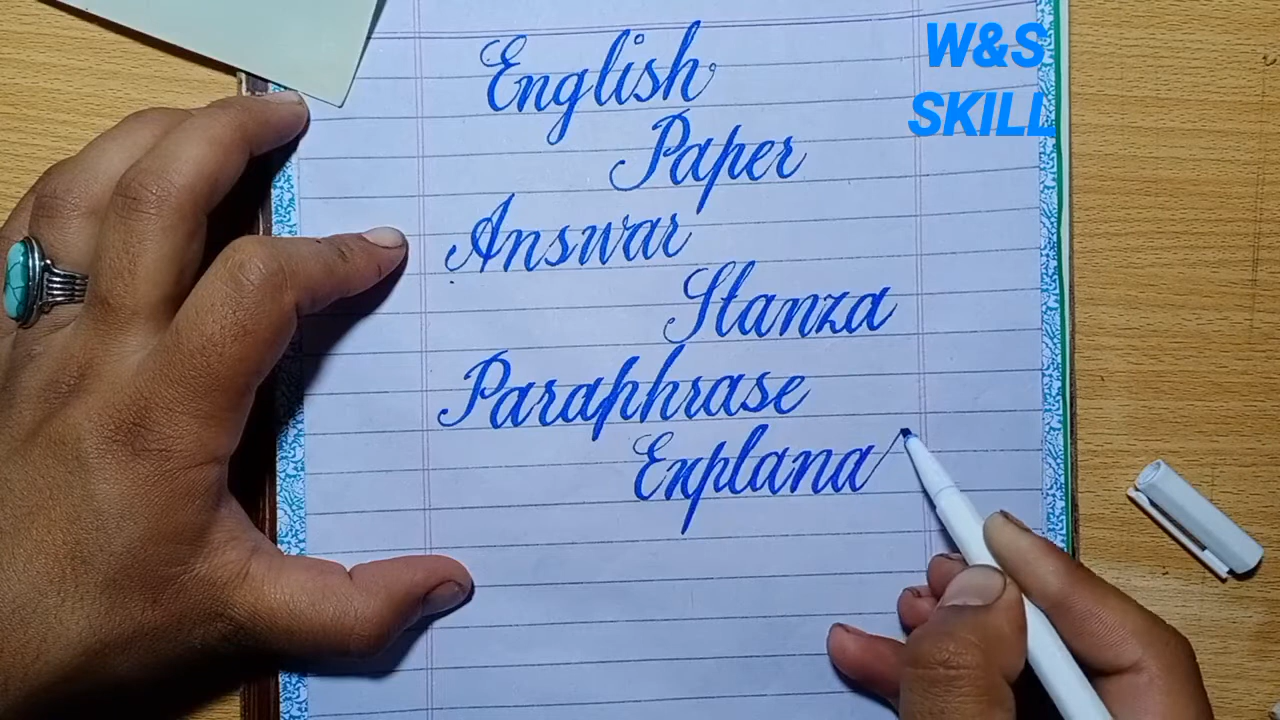 English
W&S
SKILL
Paper
Answar
Stanza
Paraphrase
Explana